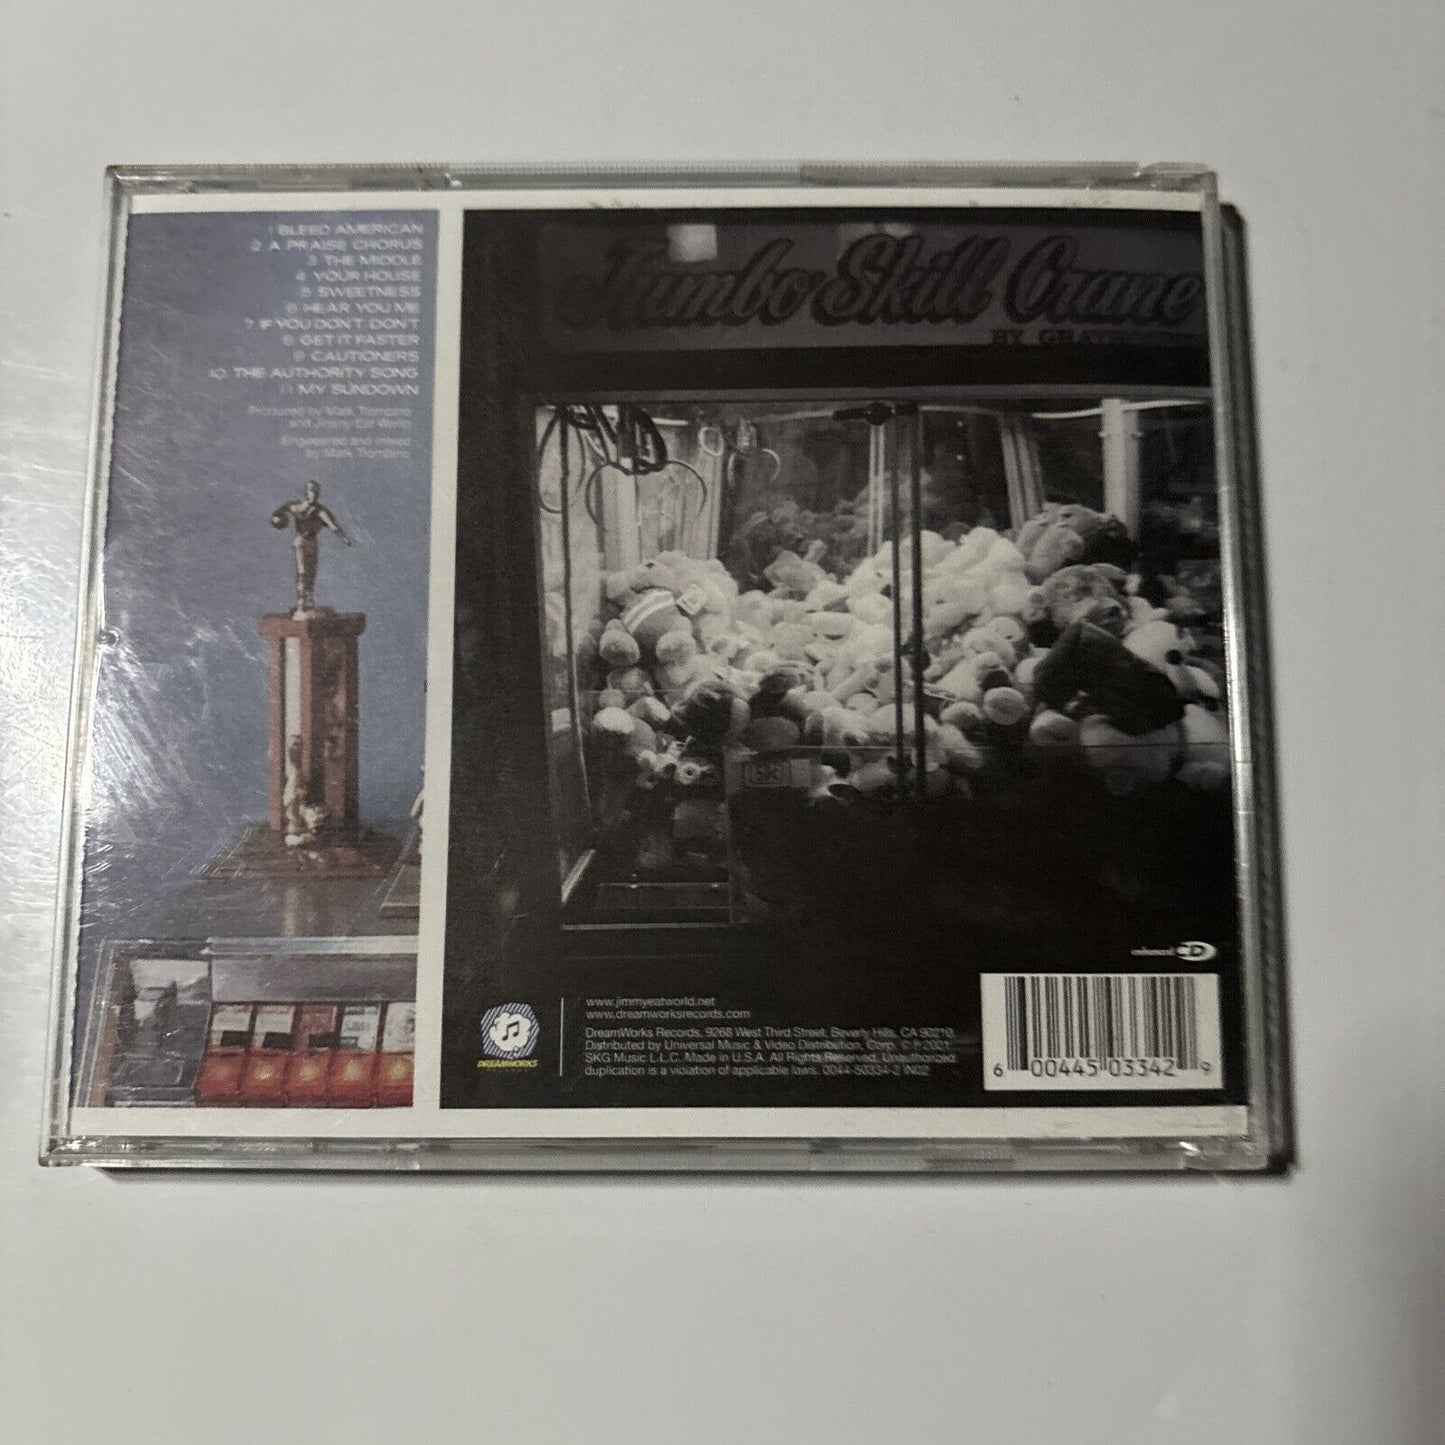 1 BLEED AMERICAN
2 A PRAISE CHORUS
3 THE MIDDLE
4 YOUR HOUSE
5 SWEETNESS
6 HEAR YOU ME
7 IF YOU DON'T, DON'T
8 GET IT FASTER
9 CAUTIONERS
10 THE AUTHORITY SONG
11 MY SUNDOWN
Produced by Mark Trombino
and Jimmy Eat World
Engineered and mixed
by Mark Trombino
Jumbo Skill Crane
BY
enhanced CD
DREAMWORKS
www.jimmyeatworld.net
www.dreamworksrecords.com
DreamWorks Records, 9268 West Third Street, Beverly Hills, CA 90210.
Distributed by Universal Music & Video Distribution, Corp. © ℗ 2001
SKG Music L.L.C. Made in U.S.A. All Rights Reserved. Unauthorized
duplication is a violation of applicable laws. 0044-50334-2 IN02
6 00445 03342 9